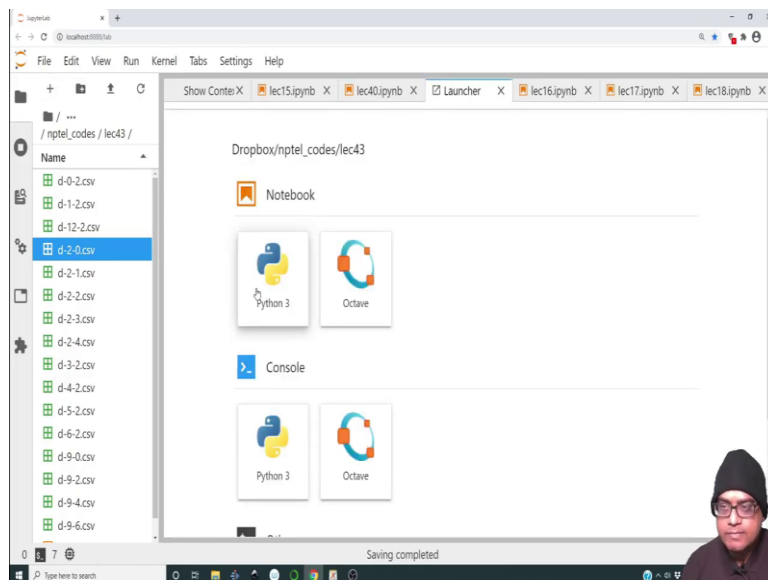 JupyterLab
localhost:8888/lab
File Edit View Run Kernel Tabs Settings Help
Show Conte lec15.ipynb lec40.ipynb Launcher lec16.ipynb lec17.ipynb lec18.ipynb
/ ...
/ nptel_codes / lec43 /
Name
d-0-2.csv
d-1-2.csv
d-12-2.csv
d-2-0.csv
d-2-1.csv
d-2-2.csv
d-2-3.csv
d-2-4.csv
d-3-2.csv
d-4-2.csv
d-5-2.csv
d-6-2.csv
d-9-0.csv
d-9-2.csv
d-9-4.csv
d-9-6.csv
Dropbox/nptel_codes/lec43
Notebook
Python 3
Octave
Console
Python 3
Octave
0 7 Saving completed
Type here to search